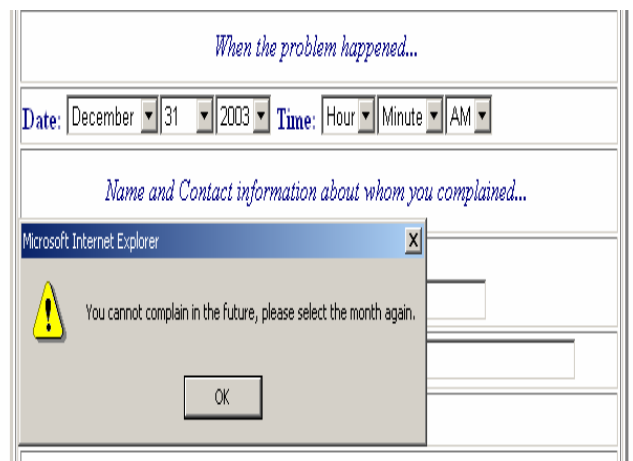 When the problem happened...
Date: December 31 2003 Time: Hour Minute AM
Name and Contact information about whom you complained...
Microsoft Internet Explorer
You cannot complain in the future, please select the month again.
OK